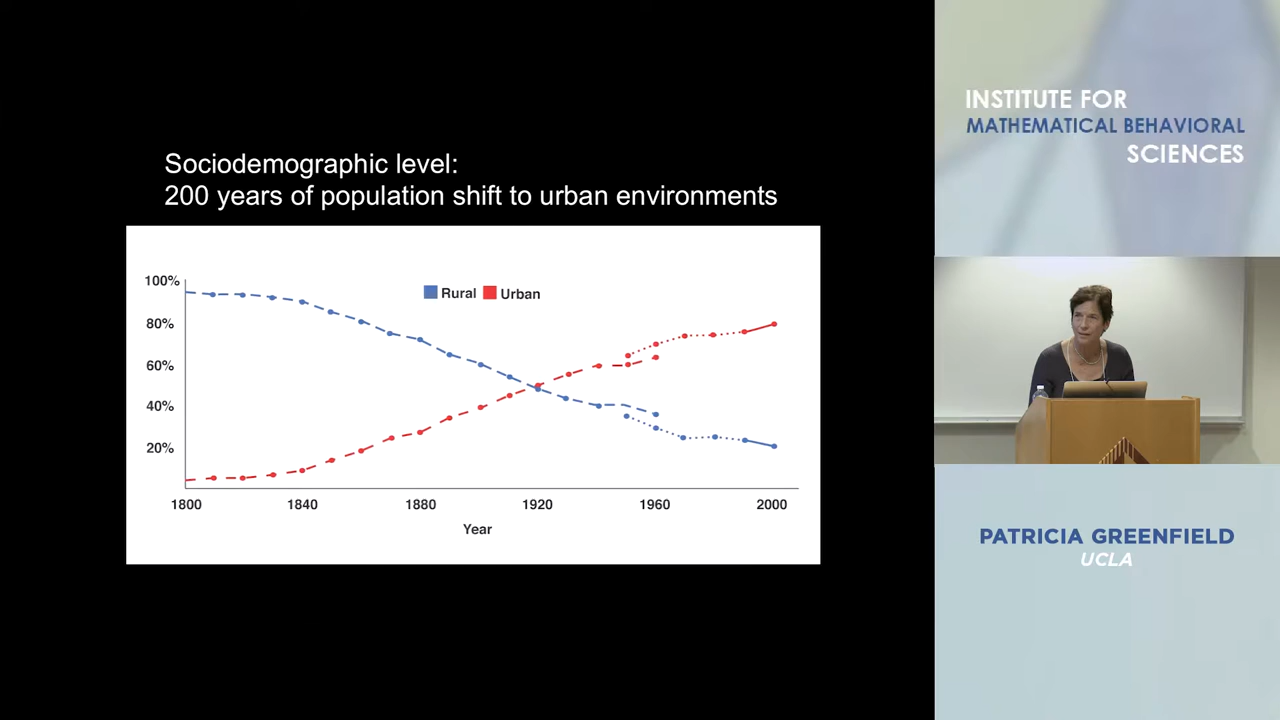 Sociodemographic level:
200 years of population shift to urban environments
100%
80%
60%
40%
20%
Rural
Urban
1800
1840
1880
1920
1960
2000
Year
INSTITUTE FOR
MATHEMATICAL BEHAVIORAL
SCIENCES
PATRICIA GREENFIELD
UCLA